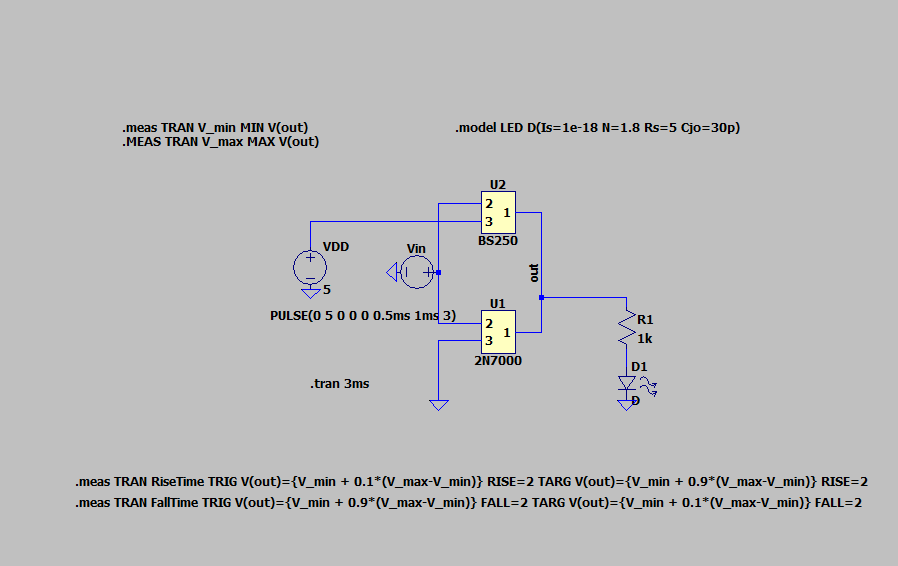 .meas TRAN V_min MIN V(out)
.MEAS TRAN V_max MAX V(out)
.model LED D(Is=1e-18 N=1.8 Rs=5 Cjo=30p)
U2
2
1
3
BS250
VDD
5
Vin
PULSE(0 5 0 0 0 0.5ms 1ms 3)
out
U1
2
1
3
2N7000
R1
1k
D1
D
.tran 3ms
.meas TRAN RiseTime TRIG V(out)={V_min + 0.1*(V_max-V_min)} RISE=2 TARG V(out)={V_min + 0.9*(V_max-V_min)} RISE=2
.meas TRAN FallTime TRIG V(out)={V_min + 0.9*(V_max-V_min)} FALL=2 TARG V(out)={V_min + 0.1*(V_max-V_min)} FALL=2